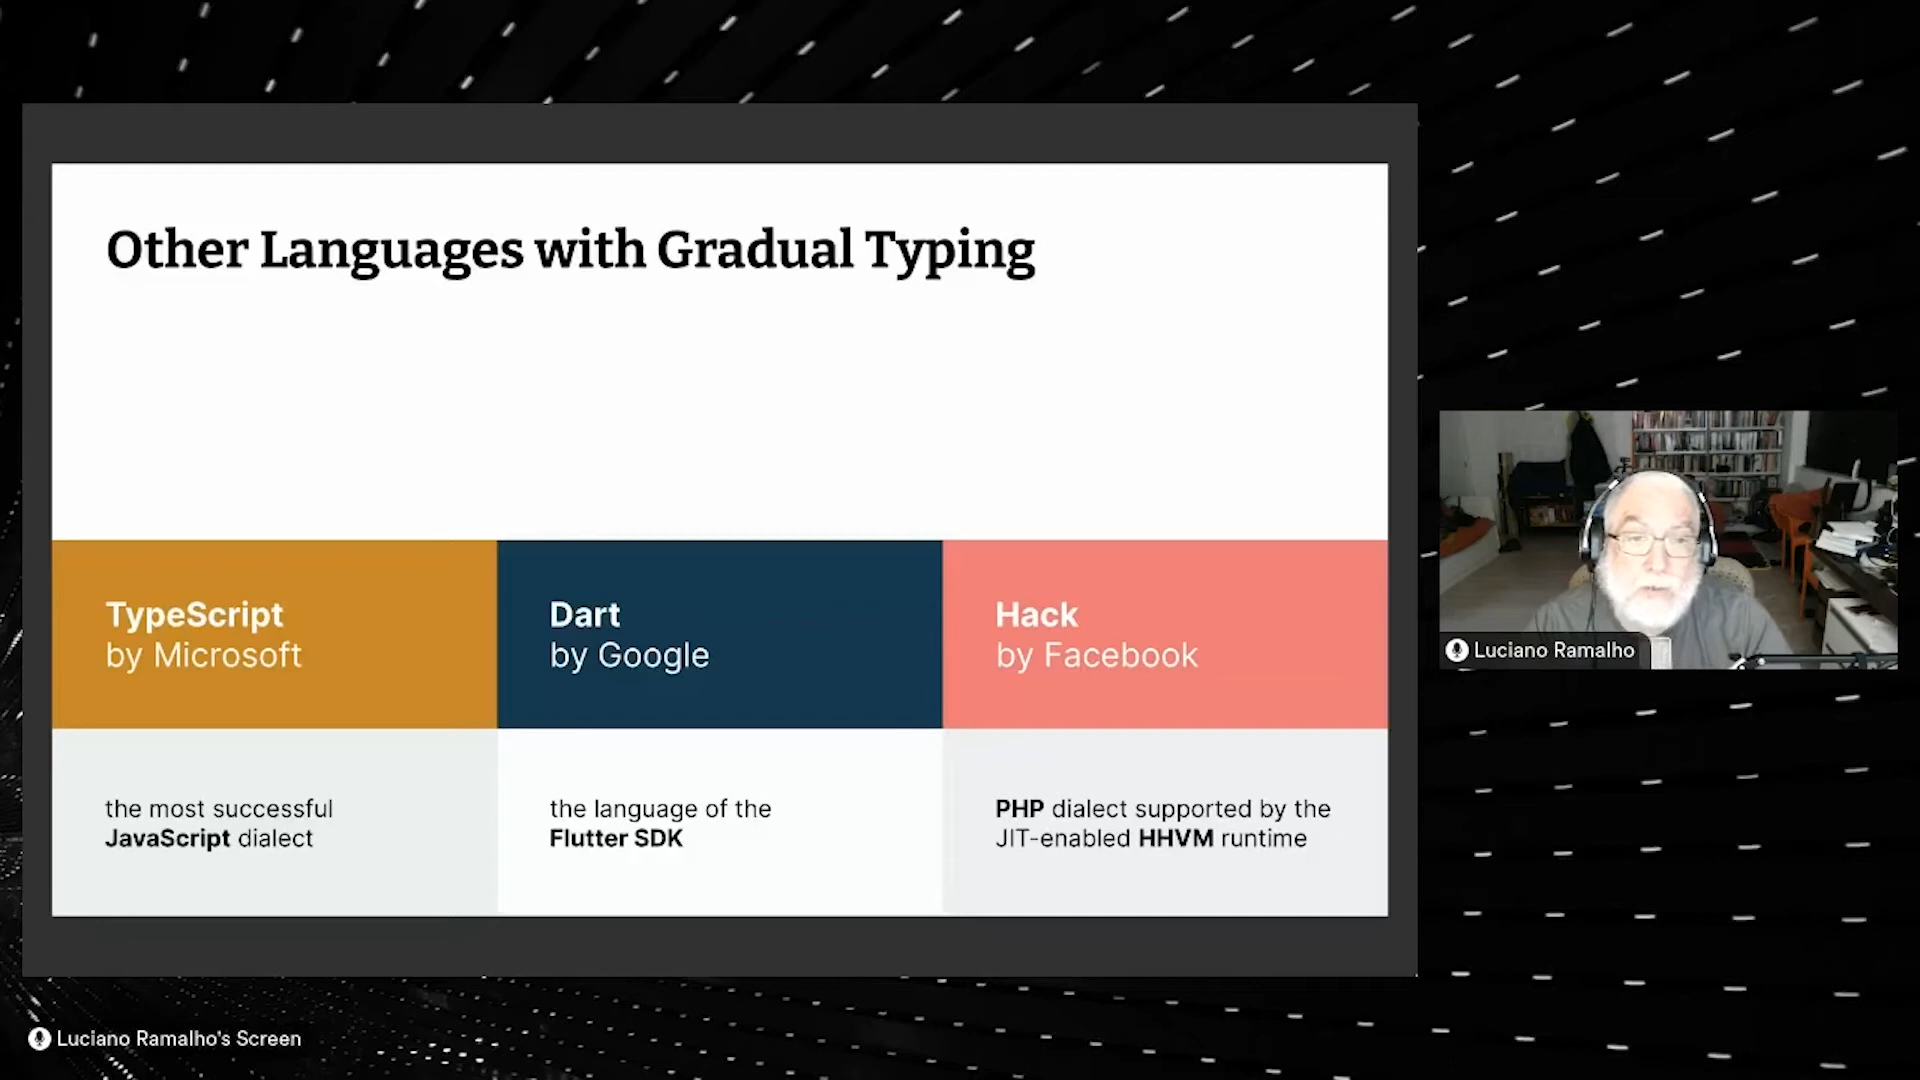 Other Languages with Gradual Typing
TypeScript
by Microsoft
Dart
by Google
Hack
by Facebook
the most successful
JavaScript dialect
the language of the
Flutter SDK
PHP dialect supported by the
JIT-enabled HHVM runtime
Luciano Ramalho
Luciano Ramalho's Screen